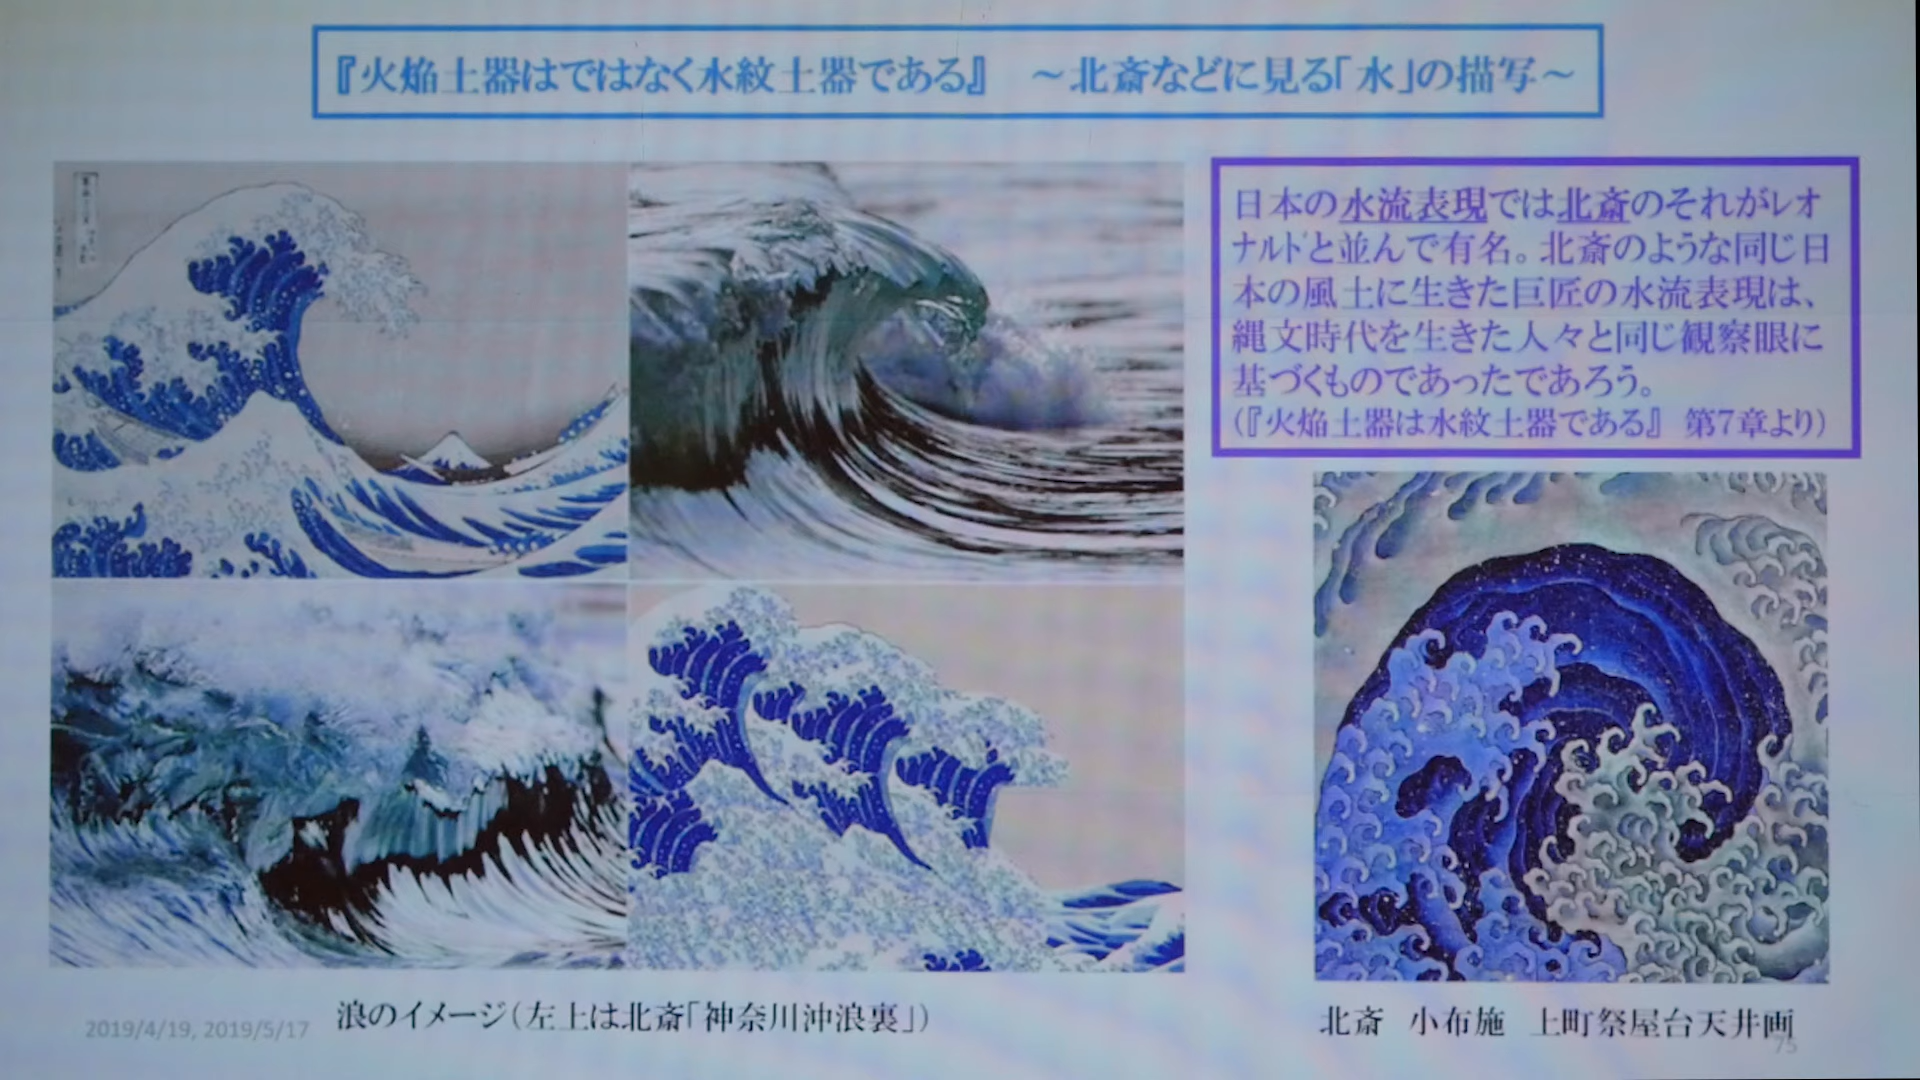 『火焔土器はではなく水紋土器である』 ～北斎などに見る「水」の描写～
日本の水流表現では北斎のそれがレオ
ナルドと並んで有名。北斎のような同じ日
本の風土に生きた巨匠の水流表現は、
縄文時代を生きた人々と同じ観察眼に
基づくものであったであろう。
（『火焔土器は水紋土器である』 第7章より）
浪のイメージ（左上は北斎「神奈川沖浪裏」）
北斎 小布施 上町祭屋台天井画
2019/4/19, 2019/5/17
75